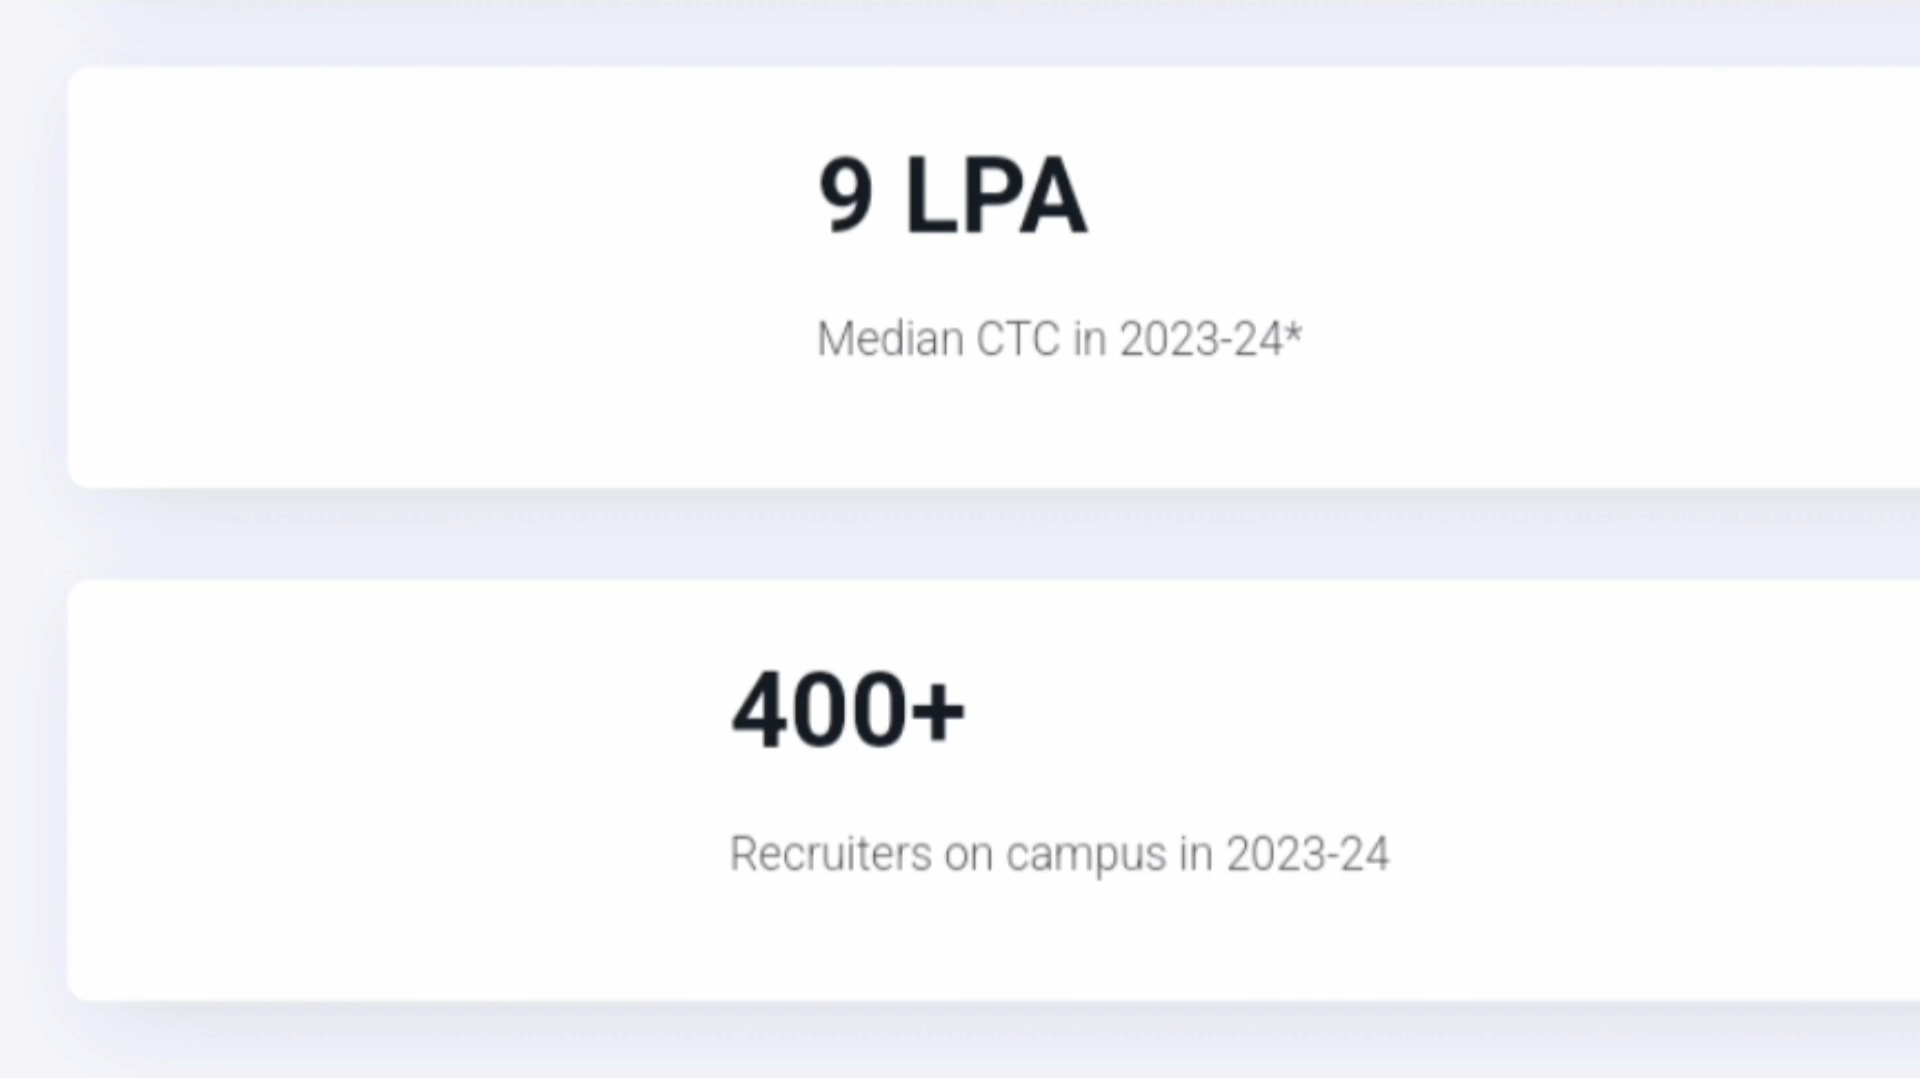 9 LPA
Median CTC in 2023-24*
400+
Recruiters on campus in 2023-24